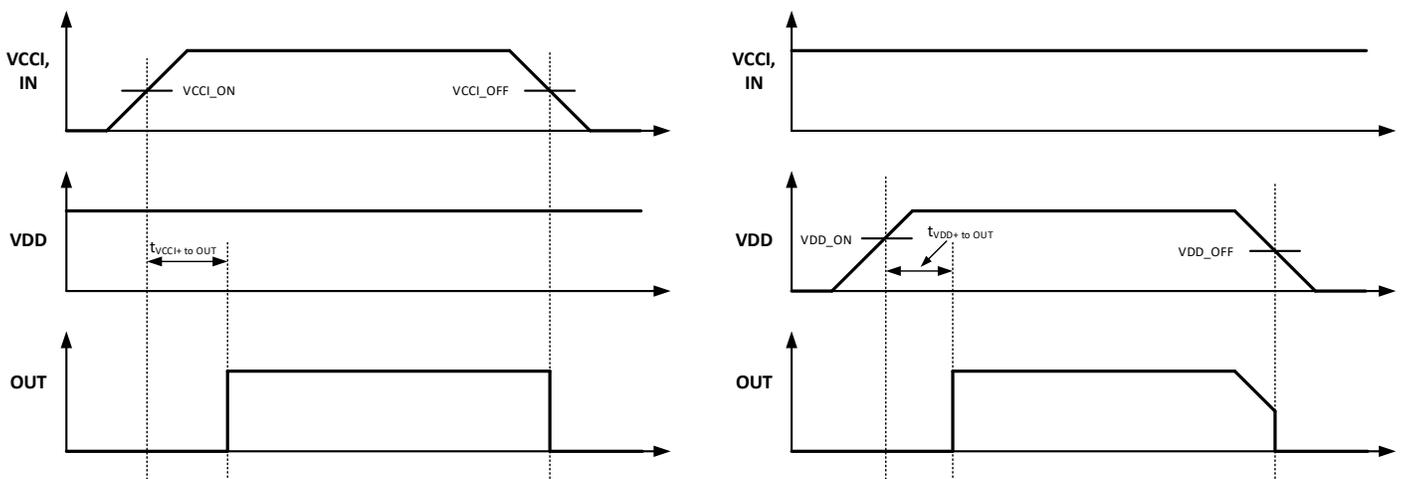 VCCI,
IN
VCCI_ON
VCCI_OFF
VDD
tVCCI+ to OUT
OUT
VCCI,
IN
VDD
VDD_ON
tVDD+ to OUT
VDD_OFF
OUT